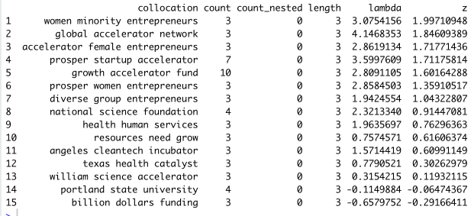 collocation count count_nested length lambda z
1 women minority entrepreneurs 3 0 3 3.0754156 1.99710948
2 global accelerator network 3 0 3 4.1468353 1.84609389
3 accelerator female entrepreneurs 3 0 3 2.8619134 1.71771436
4 prosper startup accelerator 7 0 3 3.5997609 1.71175814
5 growth accelerator fund 10 0 3 2.8091105 1.60164288
6 prosper women entrepreneurs 3 0 3 2.8584503 1.35910517
7 diverse group entrepreneurs 3 0 3 1.9424554 1.04322807
8 national science foundation 4 0 3 2.3213340 0.91447081
9 health human services 3 0 3 1.9635697 0.76296363
10 resources need grow 3 0 3 0.7574571 0.61606374
11 angeles cleantech incubator 3 0 3 1.5714419 0.60991149
12 texas health catalyst 3 0 3 0.7790521 0.30262979
13 william science accelerator 3 0 3 0.3154215 0.11932115
14 portland state university 4 0 3 -0.1149884 -0.06474367
15 billion dollars funding 3 0 3 -0.6579752 -0.29166411
>